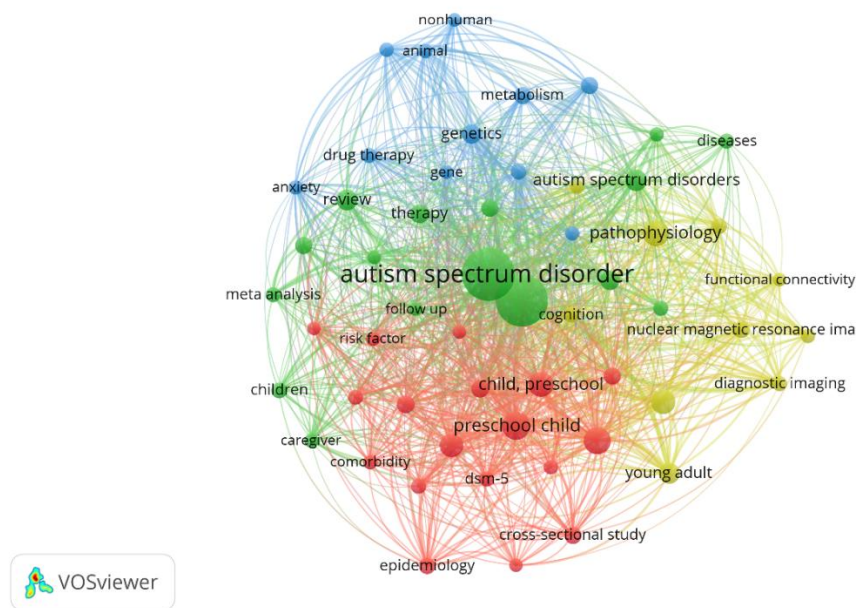 nonhuman
animal
metabolism
genetics
diseases
drug therapy
gene
autism spectrum disorders
anxiety
review
therapy
pathophysiology
autism spectrum disorder
functional connectivity
meta analysis
follow up
cognition
nuclear magnetic resonance ima
risk factor
child, preschool
diagnostic imaging
children
preschool child
caregiver
comorbidity
dsm-5
young adult
cross-sectional study
epidemiology
VOSviewer